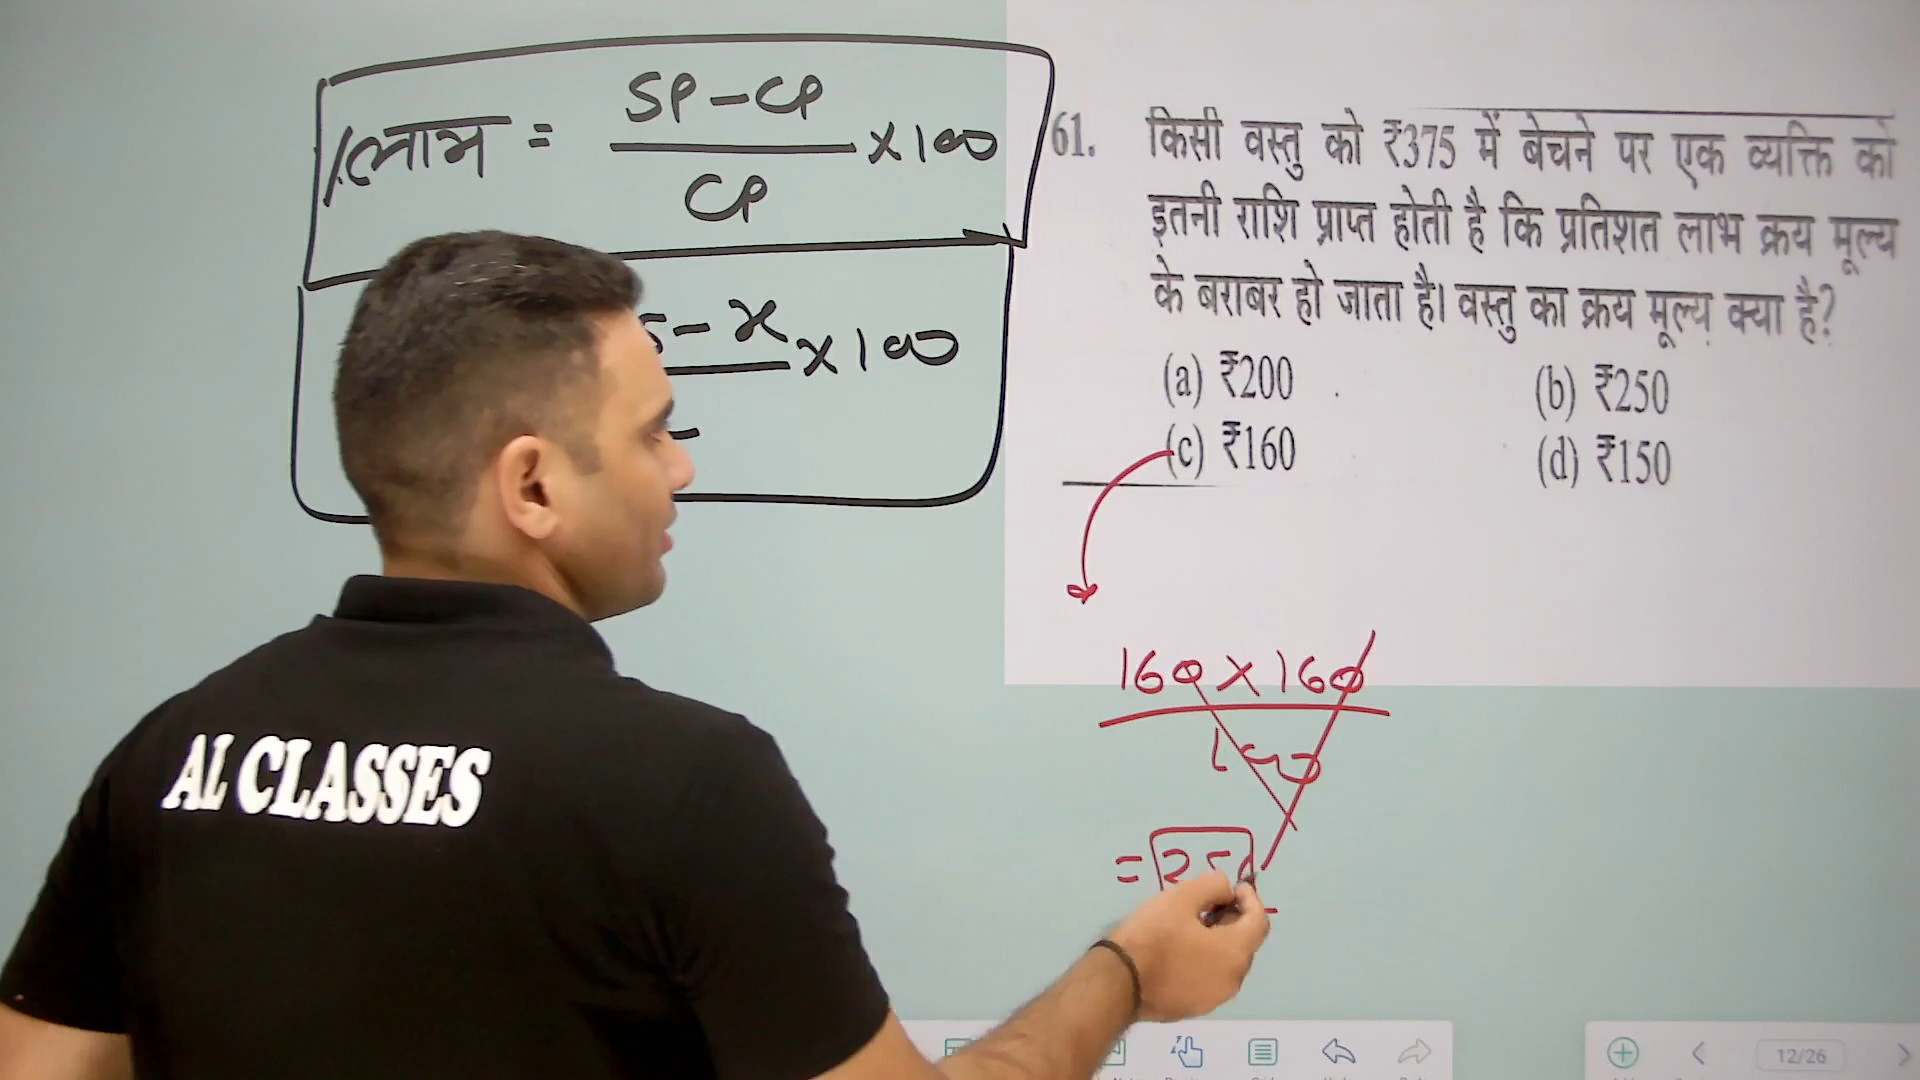 %लाभ = SP-CP / CP ×100
- x ×100
61. किसी वस्तु को ₹375 में बेचने पर एक व्यक्ति को
इतनी राशि प्राप्त होती है कि प्रतिशत लाभ क्रय मूल्य
के बराबर हो जाता है। वस्तु का क्रय मूल्य क्या है?
(a) ₹200 (b) ₹250
(c) ₹160 (d) ₹150
160 × 160
100
=
AL CLASSES
12/26